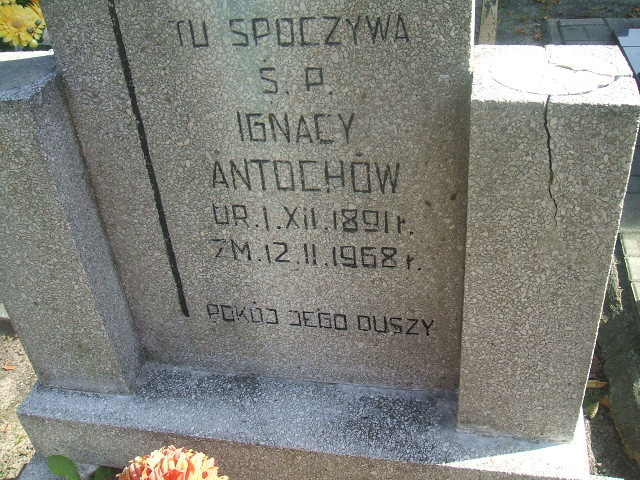 TU SPOCZYWA
Ś. P.
IGNACY
ANTOCHÓW
UR. 1. XII. 1891 r.
ZM. 12. II. 1968 r.
POKÓJ JEGO DUSZY